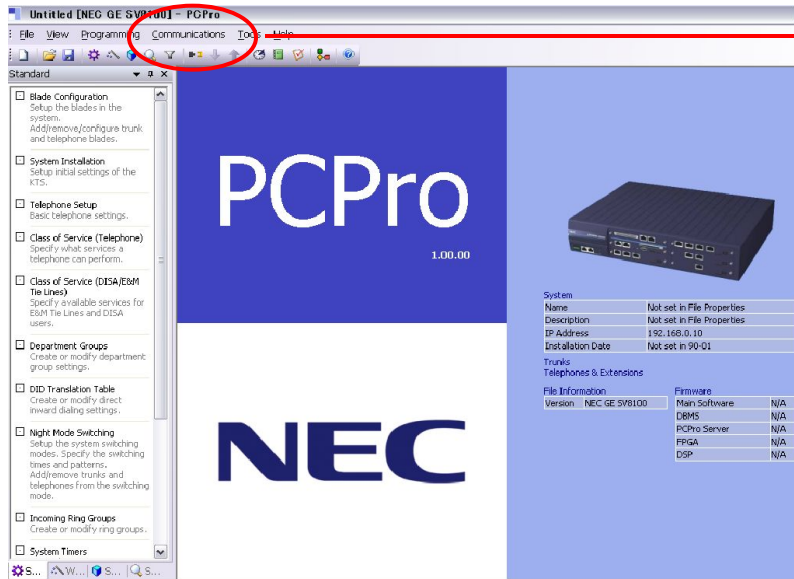 Untitled [NEC GE SV8100] - PCPro
File View Programming Communications Tools Help
Standard
Blade Configuration
Setup the blades in the
system.
Add/remove/configure trunk
and telephone blades.
System Installation
Setup initial settings of the
KTS.
Telephone Setup
Basic telephone settings.
Class of Service (Telephone)
Specify what services a
telephone can perform.
Class of Service (DISA/E&M
Tie Lines)
Specify available services for
E&M Tie Lines and DISA
users.
Department Groups
Create or modify department
group settings.
DID Translation Table
Create or modify direct
inward dialing settings.
Night Mode Switching
Setup the system switching
modes. Specify the switching
times and patterns.
Add/remove trunks and
telephones from the switching
mode.
Incoming Ring Groups
Create or modify ring groups.
System Timers
S... W... S... S...
PCPro
1.00.00
NEC
System
Name Not set in File Properties
Description Not set in File Properties
IP Address 192.168.0.10
Installation Date Not set in 90-01
Trunks
Telephones & Extensions
File Information
Version NEC GE SV8100
Firmware
Main Software N/A
DBMS N/A
PCPro Server N/A
FPGA N/A
DSP N/A